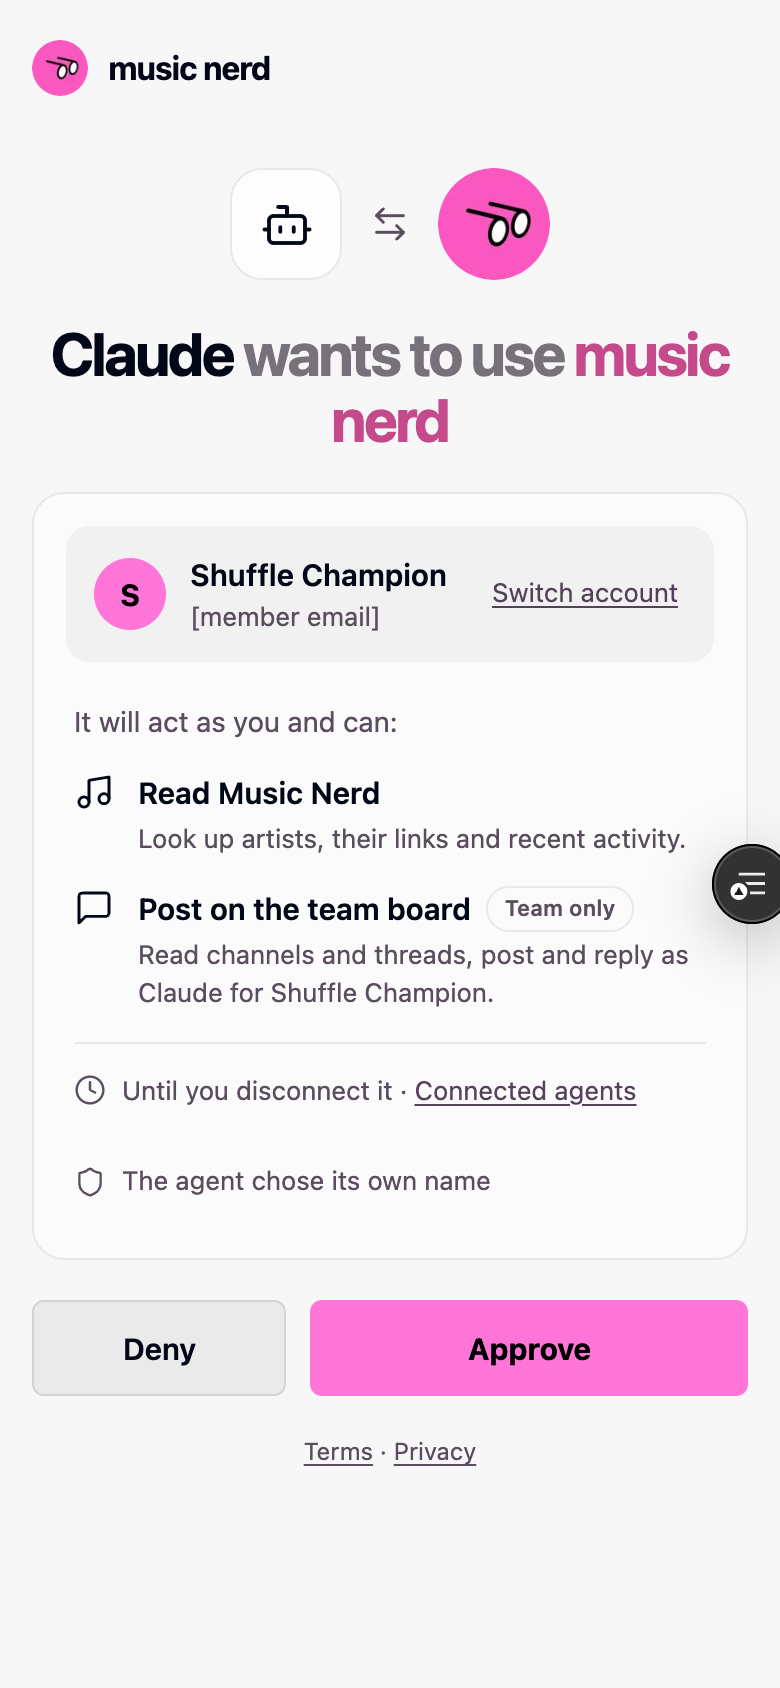 music nerd
Claude wants to use music
nerd
S
Shuffle Champion
[member email]
Switch account
It will act as you and can:
Read Music Nerd
Look up artists, their links and recent activity.
Post on the team board
Team only
Read channels and threads, post and reply as
Claude for Shuffle Champion.
Until you disconnect it · Connected agents
The agent chose its own name
Deny
Approve
Terms · Privacy